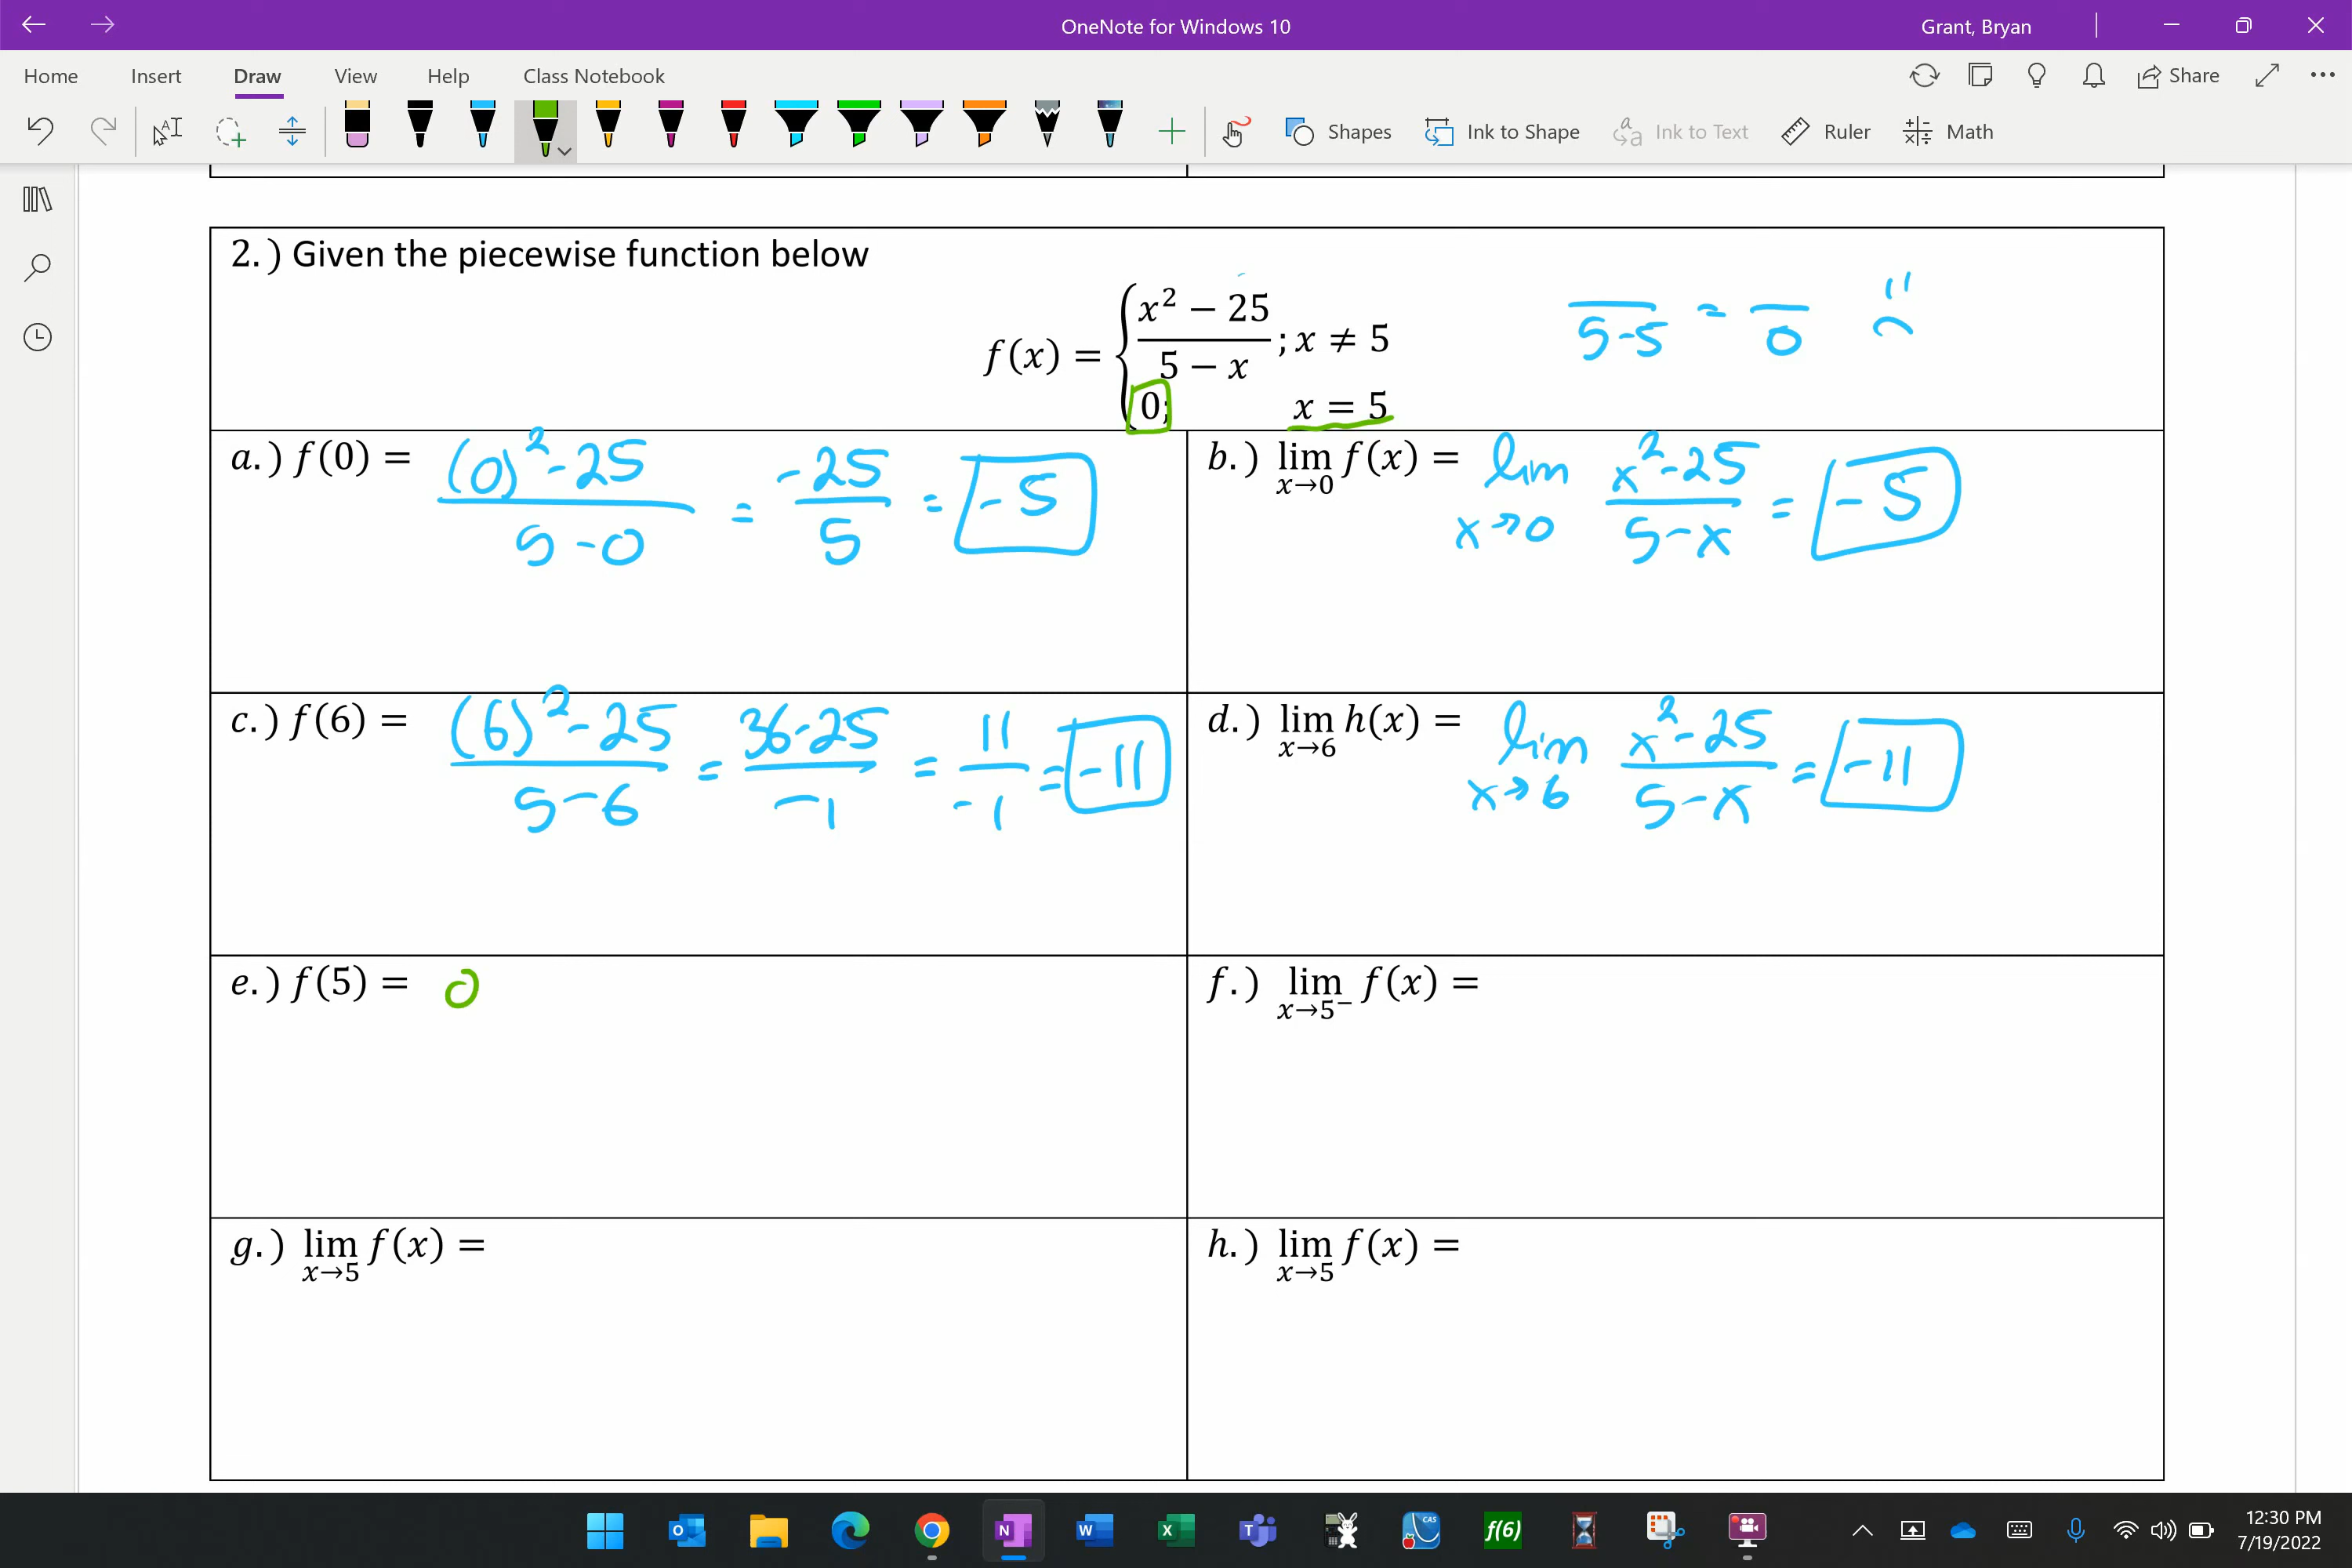 OneNote for Windows 10
Grant, Bryan
Home Insert Draw View Help Class Notebook
Share
Shapes Ink to Shape Ink to Text Ruler Math
2.) Given the piecewise function below
f(x) = { (x² − 25)/(5 − x) ; x ≠ 5
0; x = 5
/(5-5) = /0
a.) f(0) = ((0)² - 25)/(5 - 0) = -25/5 = -5
b.) lim x→0 f(x) = lim x→0 (x² - 25)/(5 - x) = -5
c.) f(6) = ((6)² - 25)/(5 - 6) = (36 - 25)/(-1) = 11/-1 = -11
d.) lim x→6 h(x) = lim x→6 (x² - 25)/(5 - x) = -11
e.) f(5) = 0
f.) lim x→5⁻ f(x) =
g.) lim x→5 f(x) =
h.) lim x→5 f(x) =
f(6)
CAS
12:30 PM
7/19/2022